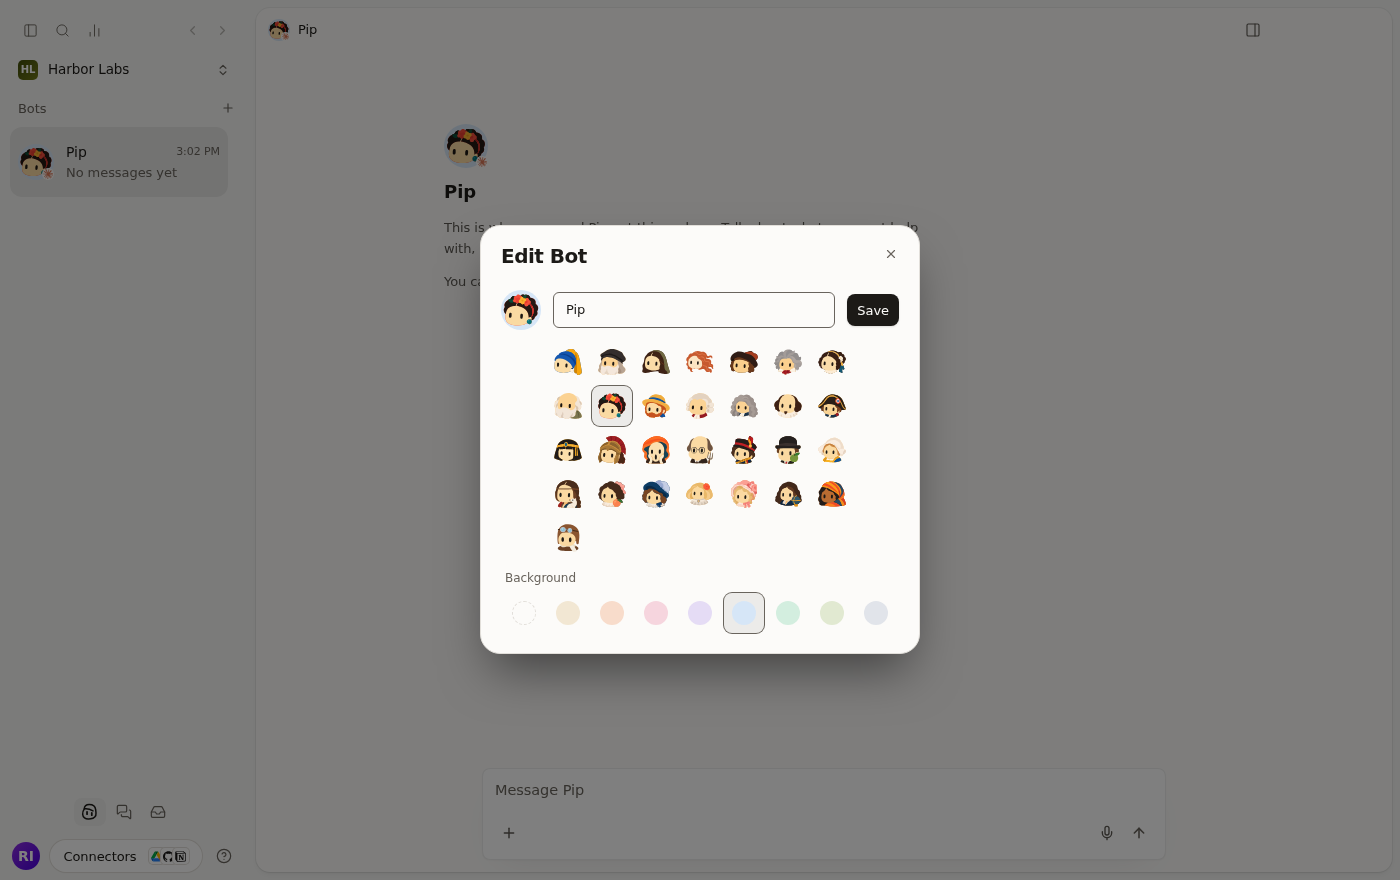 Pip
HL Harbor Labs
Bots
Pip 3:02 PM
No messages yet
Pip
This is
with,
You ca
Edit Bot
Pip
Save
Background
Message Pip
RI Connectors